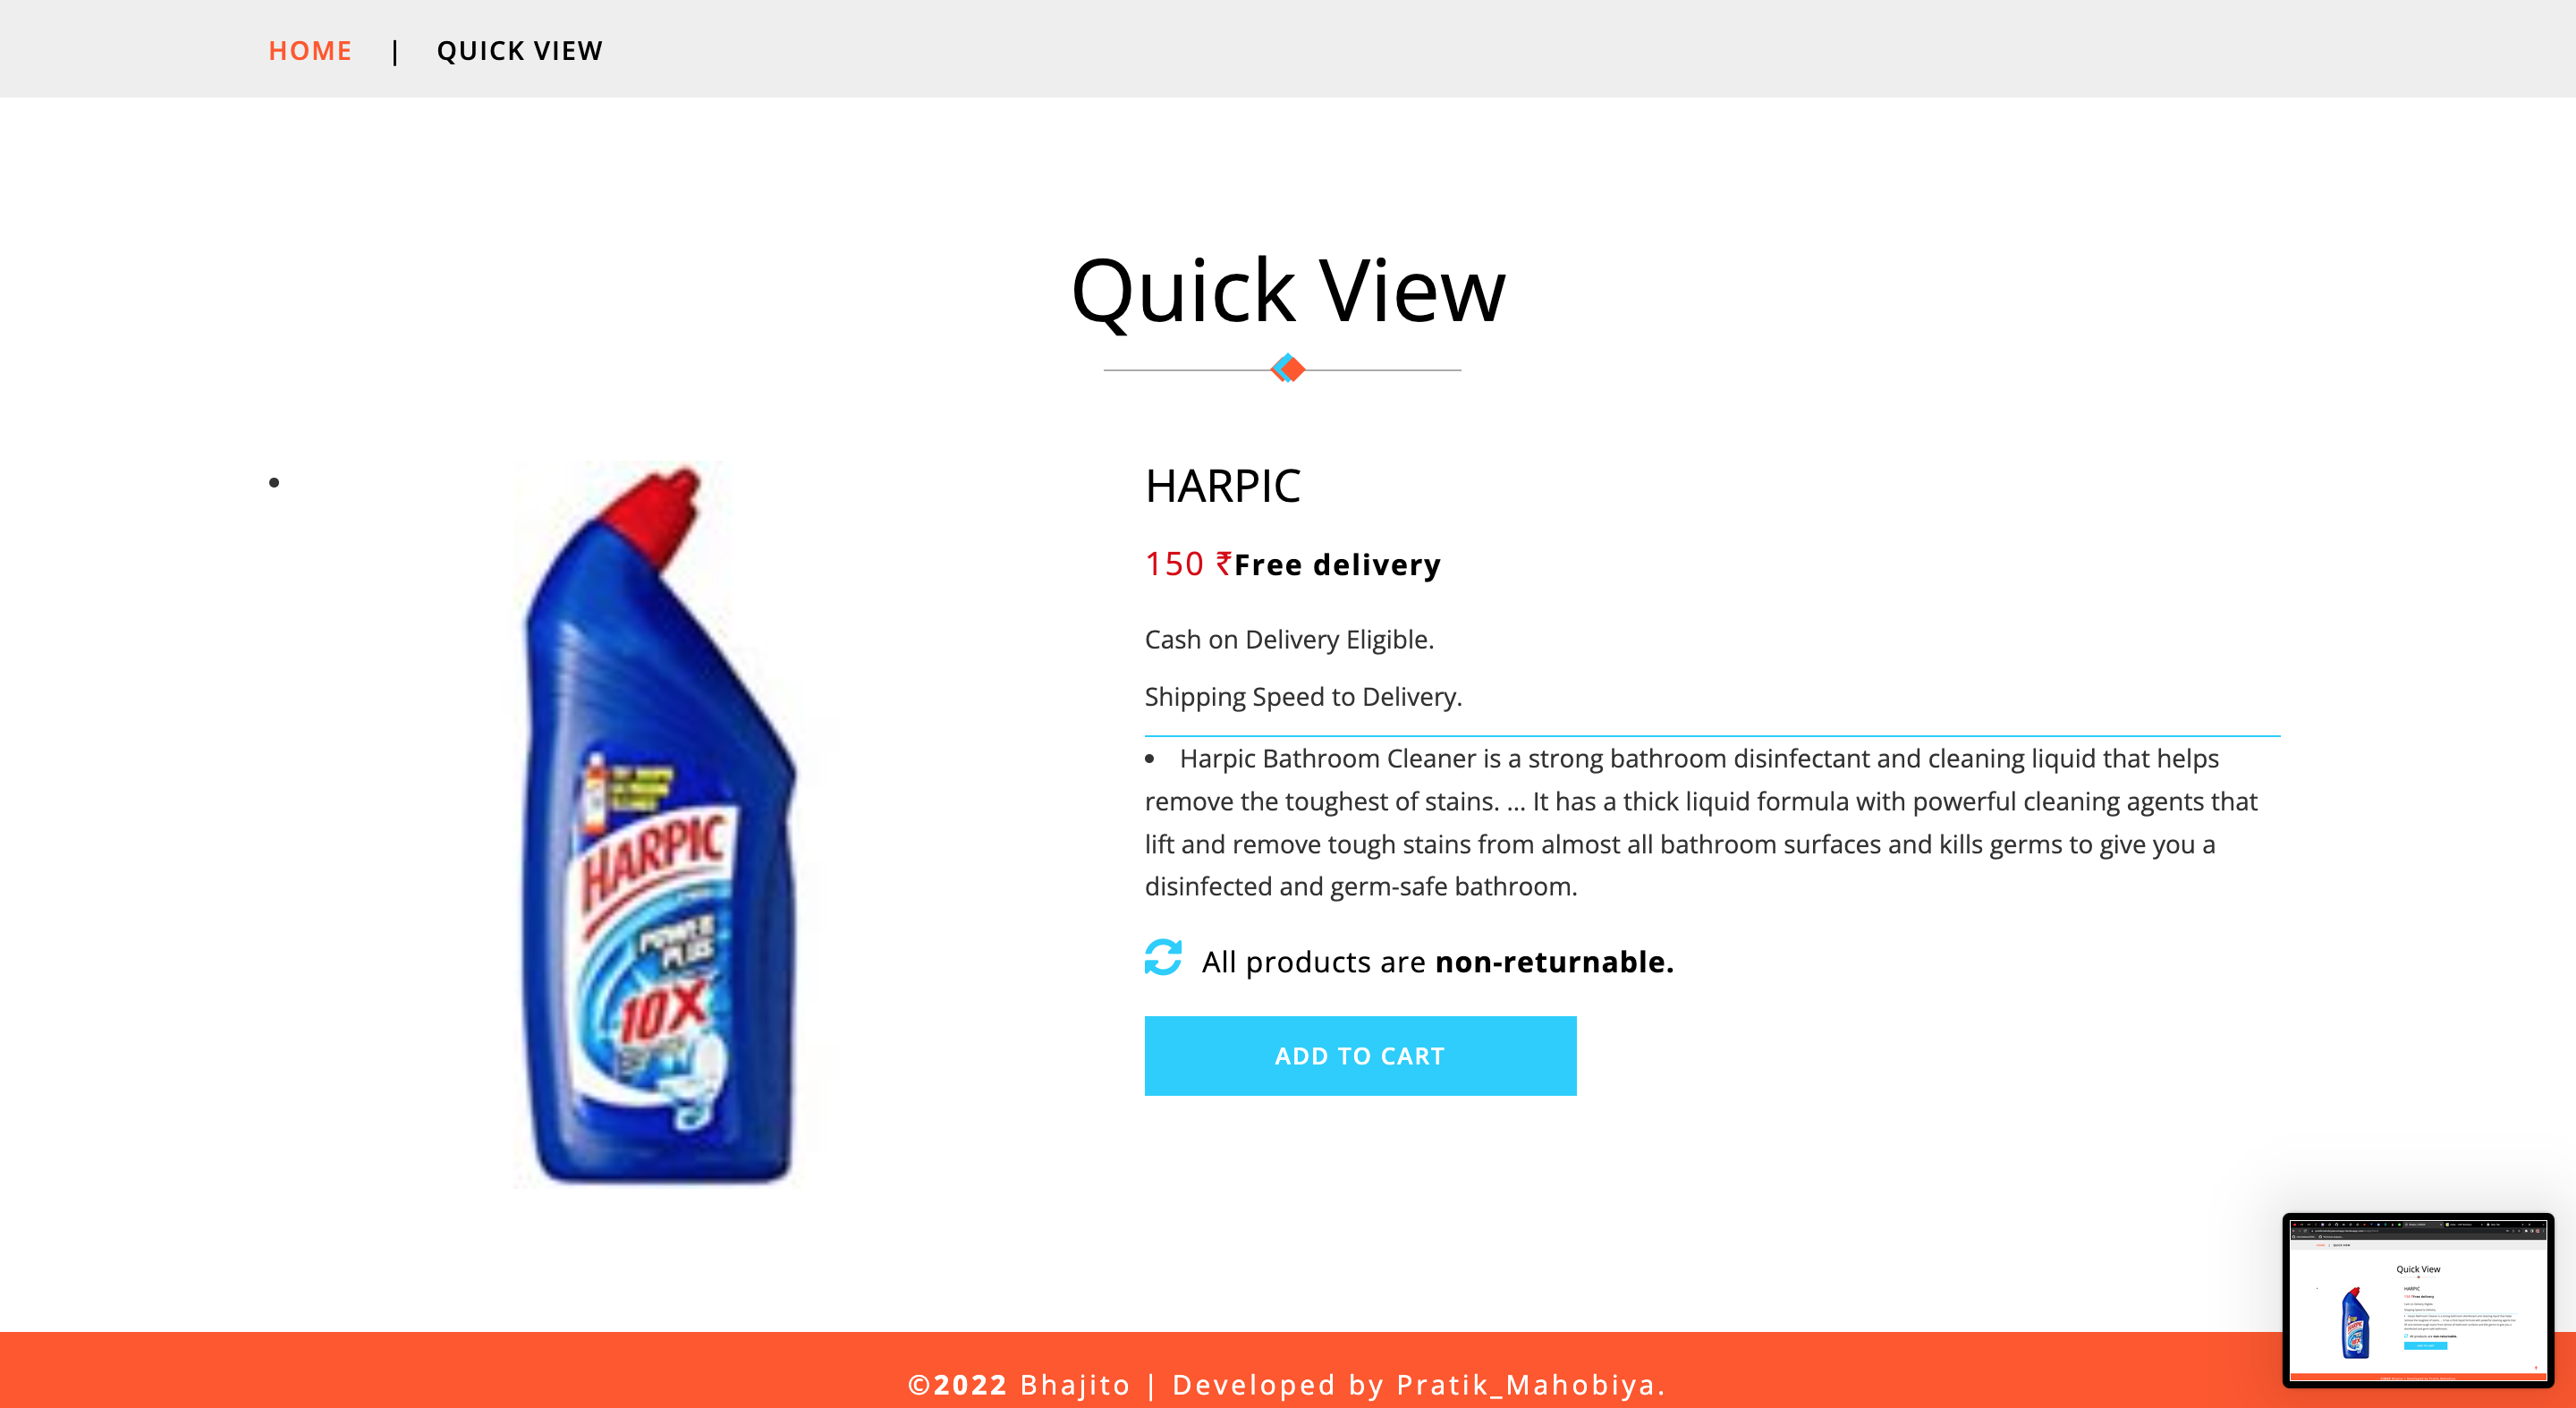 HOME | QUICK VIEW
Quick View
HARPIC
150 ₹Free delivery
Cash on Delivery Eligible.
Shipping Speed to Delivery.
• Harpic Bathroom Cleaner is a strong bathroom disinfectant and cleaning liquid that helps
remove the toughest of stains. ... It has a thick liquid formula with powerful cleaning agents that
lift and remove tough stains from almost all bathroom surfaces and kills germs to give you a
disinfected and germ-safe bathroom.
All products are non-returnable.
ADD TO CART
HARPIC
POWER
PLUS
10X
Quick View
HARPIC
©2022 Bhajito | Developed by Pratik_Mahobiya.